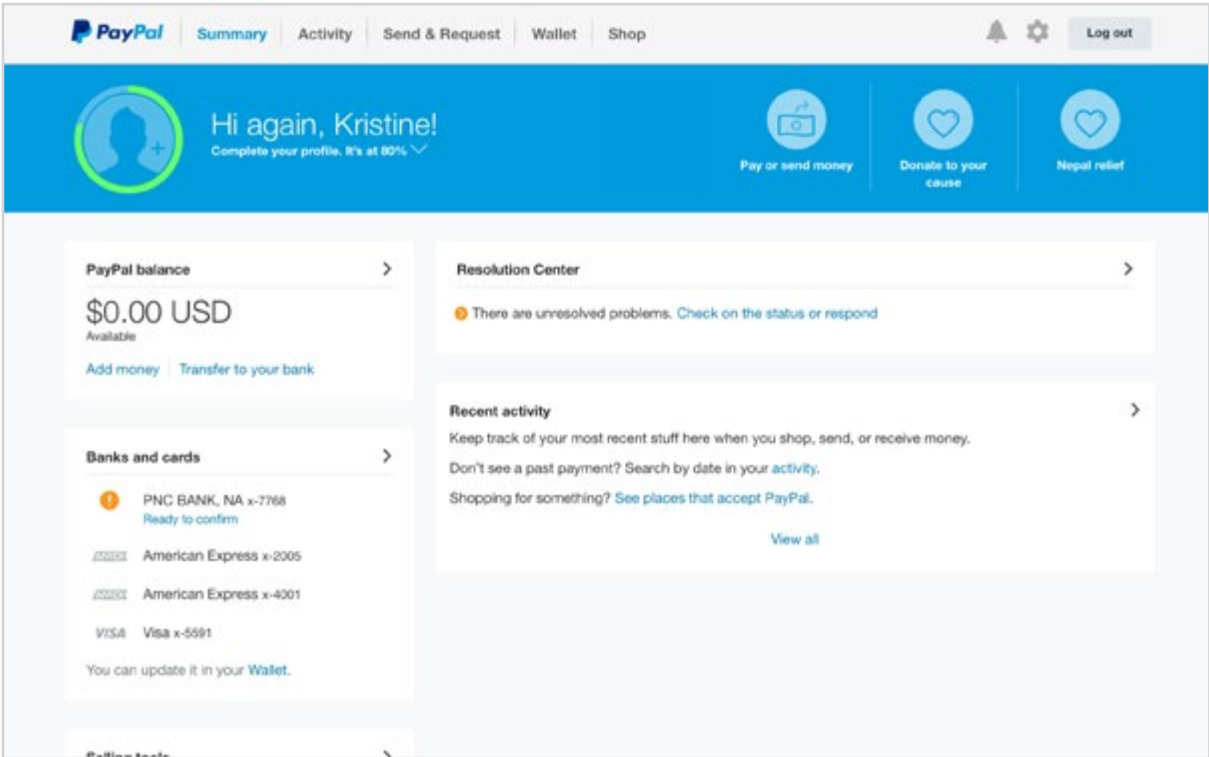 PayPal Summary Activity Send & Request Wallet Shop Log out
Hi again, Kristine!
Complete your profile. It's at 80%
Pay or send money
Donate to your
cause
Nepal relief
PayPal balance
$0.00 USD
Available
Add money Transfer to your bank
Banks and cards
PNC BANK, NA x-7768
Ready to confirm
American Express x-2005
American Express x-4001
VISA Visa x-5591
You can update it in your Wallet.
Selling tools
Resolution Center
There are unresolved problems. Check on the status or respond
Recent activity
Keep track of your most recent stuff here when you shop, send, or receive money.
Don't see a past payment? Search by date in your activity.
Shopping for something? See places that accept PayPal.
View all